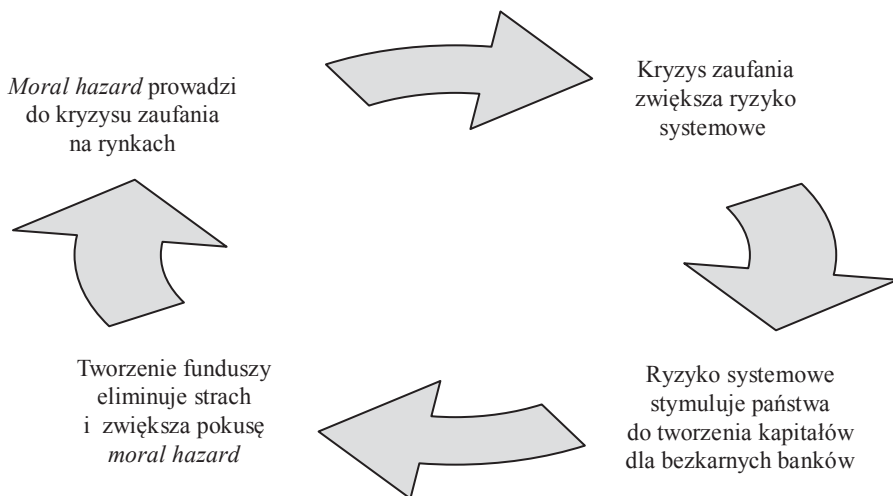 Moral hazard prowadzi
do kryzysu zaufania
na rynkach
Kryzys zaufania
zwiększa ryzyko
systemowe
Ryzyko systemowe
stymuluje państwa
do tworzenia kapitałów
dla bezkarnych banków
Tworzenie funduszy
eliminuje strach
i zwiększa pokusę
moral hazard